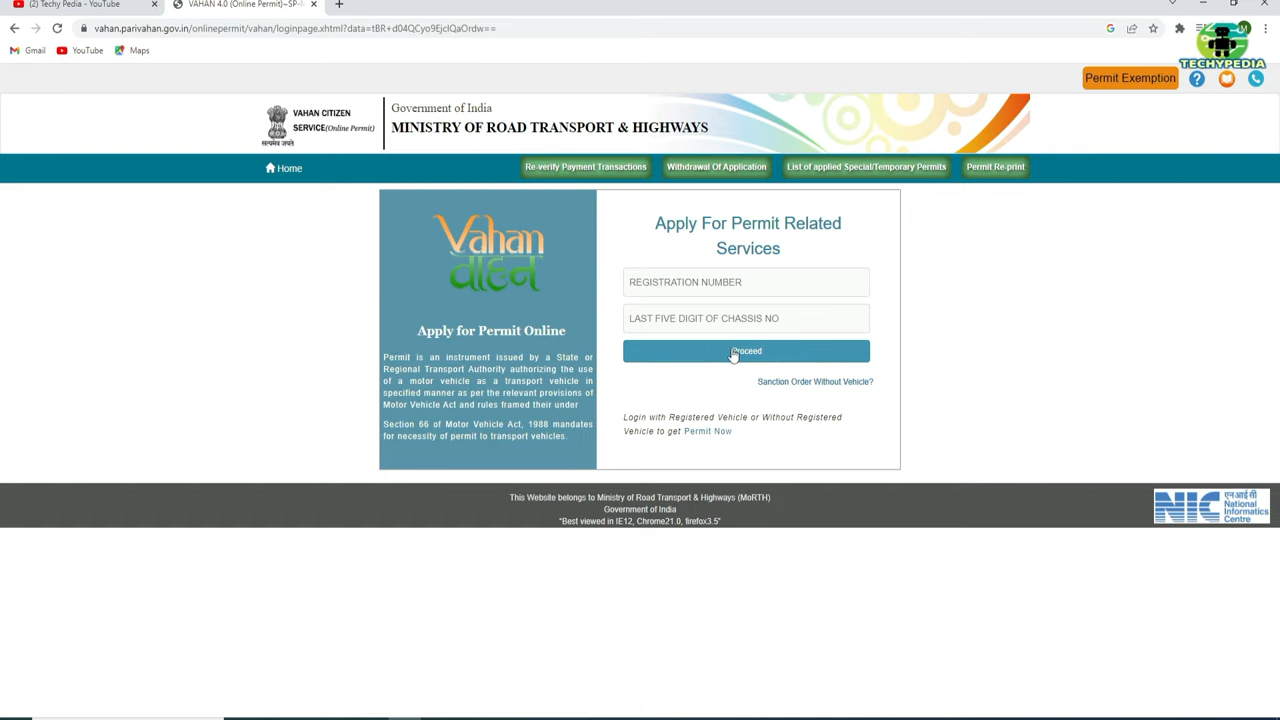 (2) Techy Pedia - YouTube
VAHAN 4.0 (Online Permit)~SP-N
vahan.parivahan.gov.in/onlinepermit/vahan/loginpage.xhtml?data=tBR+d04QCyo9EjcIQaOrdw==
M
Gmail
YouTube
Maps
TECHYPEDIA
Permit Exemption
VAHAN CITIZEN
SERVICE(Online Permit)
सत्यमेव जयते
Government of India
MINISTRY OF ROAD TRANSPORT & HIGHWAYS
Home
Re-verify Payment Transactions
Withdrawal Of Application
List of applied Special/Temporary Permits
Permit Re-print
Vahan
वाहन
Apply for Permit Online
Permit is an instrument issued by a State or
Regional Transport Authority authorizing the use
of a motor vehicle as a transport vehicle in
specified manner as per the relevant provisions of
Motor Vehicle Act and rules framed their under
Section 66 of Motor Vehicle Act, 1988 mandates
for necessity of permit to transport vehicles.
Apply For Permit Related
Services
REGISTRATION NUMBER
LAST FIVE DIGIT OF CHASSIS NO
Proceed
Sanction Order Without Vehicle?
Login with Registered Vehicle or Without Registered
Vehicle to get Permit Now
This Website belongs to Ministry of Road Transport & Highways (MoRTH)
Government of India
"Best viewed in IE12, Chrome21.0, firefox3.5"
NIC
एन आई सी
National
Informatics
Centre